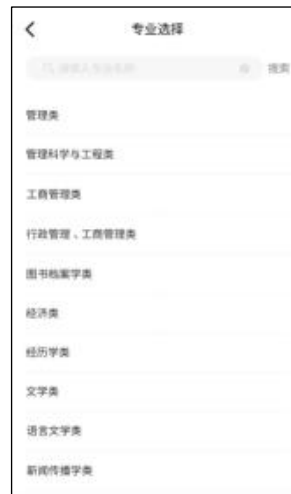 专业选择
搜索
管理类
管理科学与工程类
工商管理类
行政管理、工商管理类
图书档案学类
经济类
经历学类
文学类
语言文学类
新闻传播学类